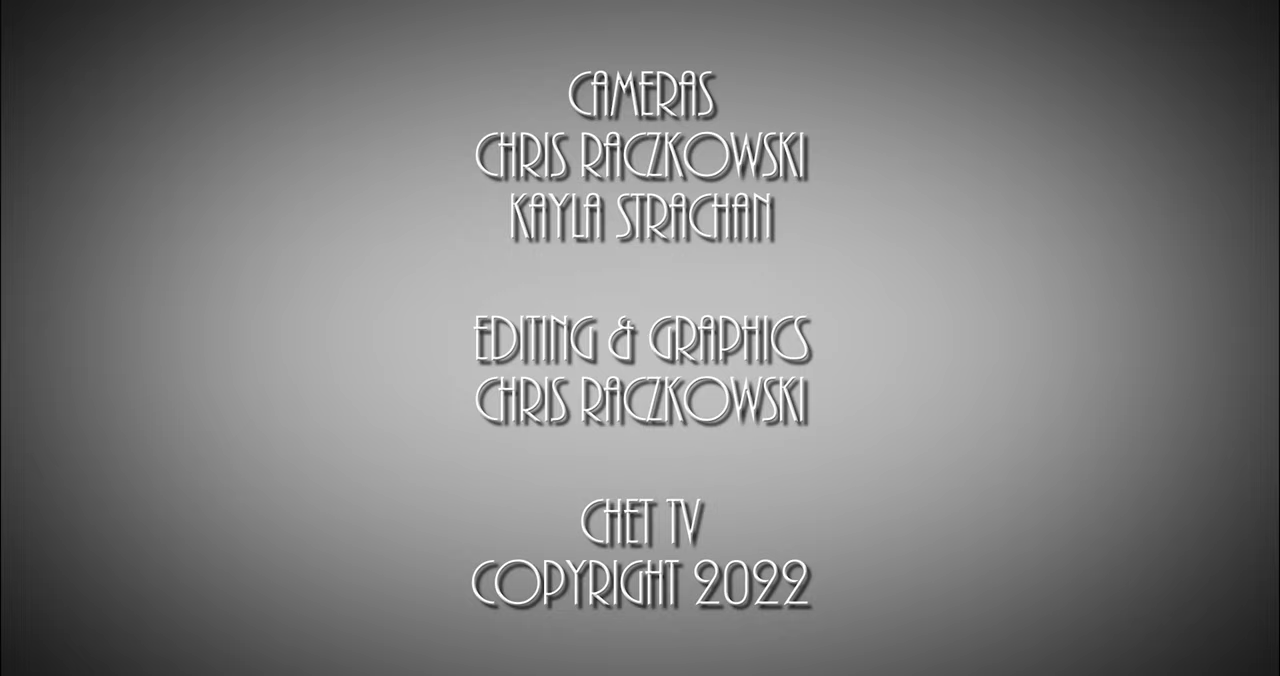 CAMERAS
CHRIS RACZKOWSKI
KAYLA STRACHAN
EDITING & GRAPHICS
CHRIS RACZKOWSKI
CHET TV
COPYRIGHT 2022